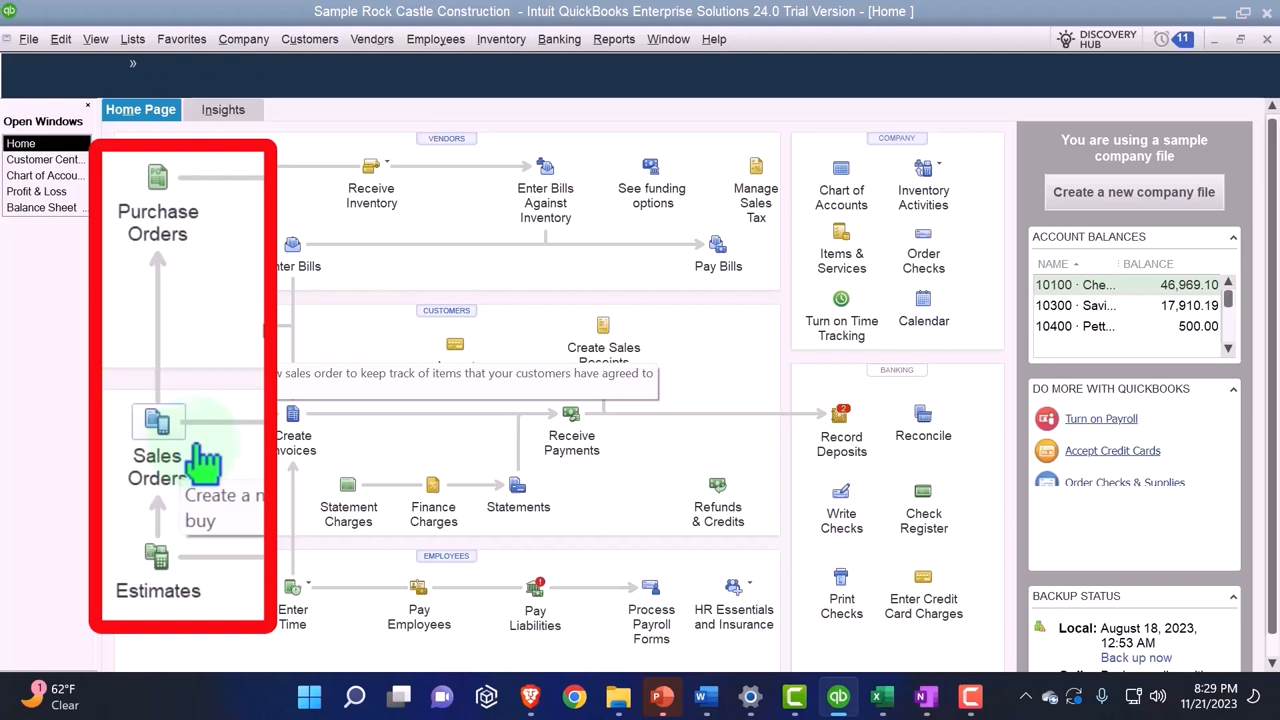 Sample Rock Castle Construction - Intuit QuickBooks Enterprise Solutions 24.0 Trial Version - [Home ]
File Edit View Lists Favorites Company Customers Vendors Employees Inventory Banking Reports Window Help
DISCOVERY
HUB
11
»
Home Page
Insights
Open Windows
Home
Customer Cent...
Chart of Accou...
Profit & Loss
Balance Sheet ...
VENDORS
Purchase
Orders
Receive
Inventory
Enter Bills
Against
Inventory
See funding
options
Manage
Sales
Tax
nter Bills
Pay Bills
CUSTOMERS
Create Sales
sales order to keep track of items that your customers have agreed to
Sales
Orders
Create a n
buy
Create
nvoices
Receive
Payments
Statement
Charges
Finance
Charges
Statements
Refunds
& Credits
Estimates
EMPLOYEES
Enter
Time
Pay
Employees
Pay
Liabilities
Process
Payroll
Forms
HR Essentials
and Insurance
COMPANY
Chart of
Accounts
Inventory
Activities
Items &
Services
Order
Checks
Turn on Time
Tracking
Calendar
BANKING
2
Record
Deposits
Reconcile
Write
Checks
Check
Register
Print
Checks
Enter Credit
Card Charges
You are using a sample
company file
Create a new company file
ACCOUNT BALANCES
NAME BALANCE
10100 · Che... 46,969.10
10300 · Savi... 17,910.19
10400 · Pett... 500.00
DO MORE WITH QUICKBOOKS
Turn on Payroll
Accept Credit Cards
Order Checks & Supplies
BACKUP STATUS
Local: August 18, 2023,
12:53 AM
Back up now
1
62°F
Clear
8:29 PM
11/21/2023